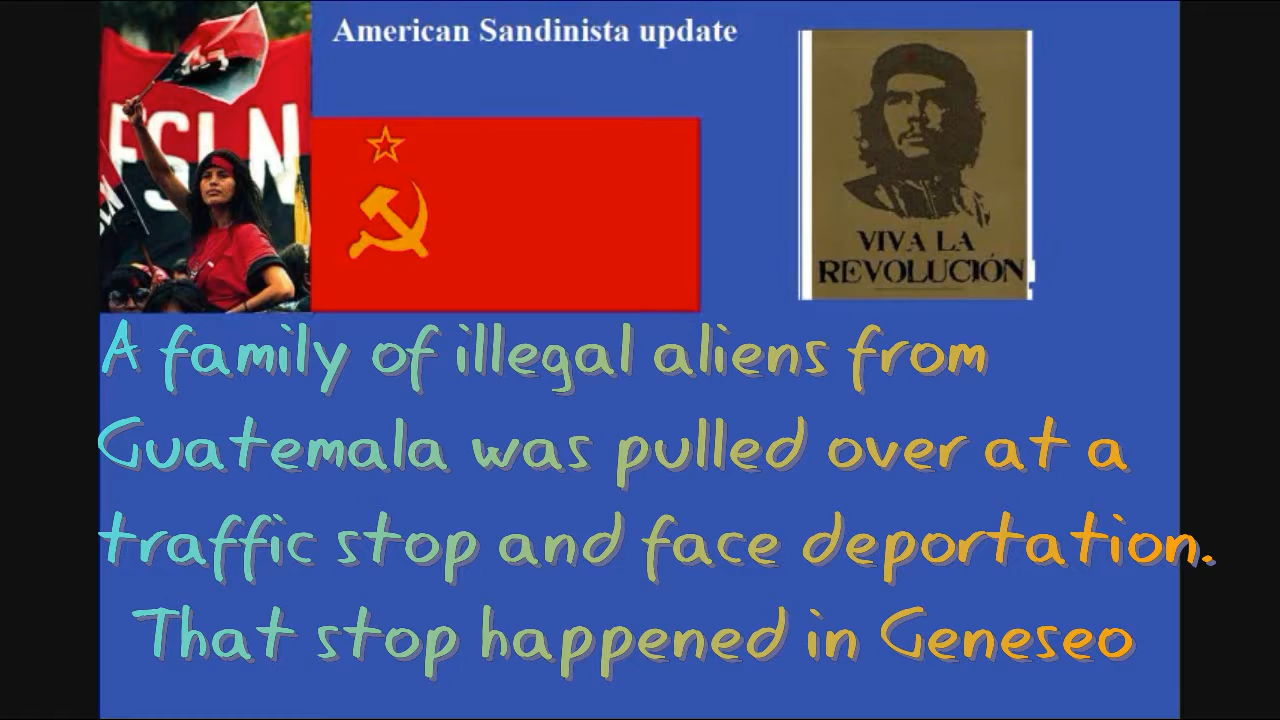 American Sandinista update
FSLN
VIVA LA
REVOLUCIÓN
A family of illegal aliens from
Guatemala was pulled over at a
traffic stop and face deportation.
That stop happened in Geneseo